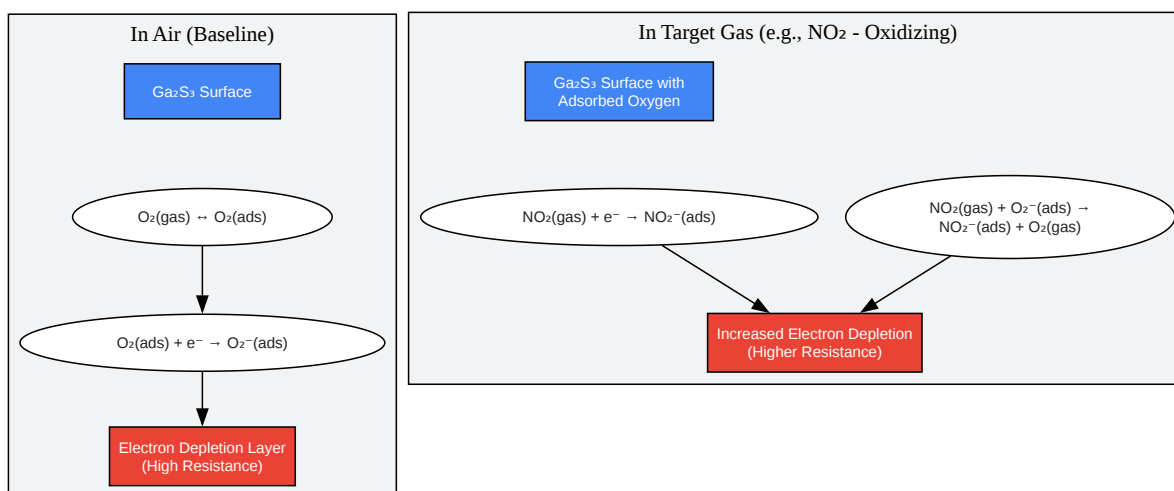 In Air (Baseline)
Ga₂S₃ Surface
O₂(gas) ↔ O₂(ads)
O₂(ads) + e⁻ → O₂⁻(ads)
Electron Depletion Layer
(High Resistance)
In Target Gas (e.g., NO₂ - Oxidizing)
Ga₂S₃ Surface with
Adsorbed Oxygen
NO₂(gas) + e⁻ → NO₂⁻(ads)
NO₂(gas) + O₂⁻(ads) →
NO₂⁻(ads) + O₂(gas)
Increased Electron Depletion
(Higher Resistance)